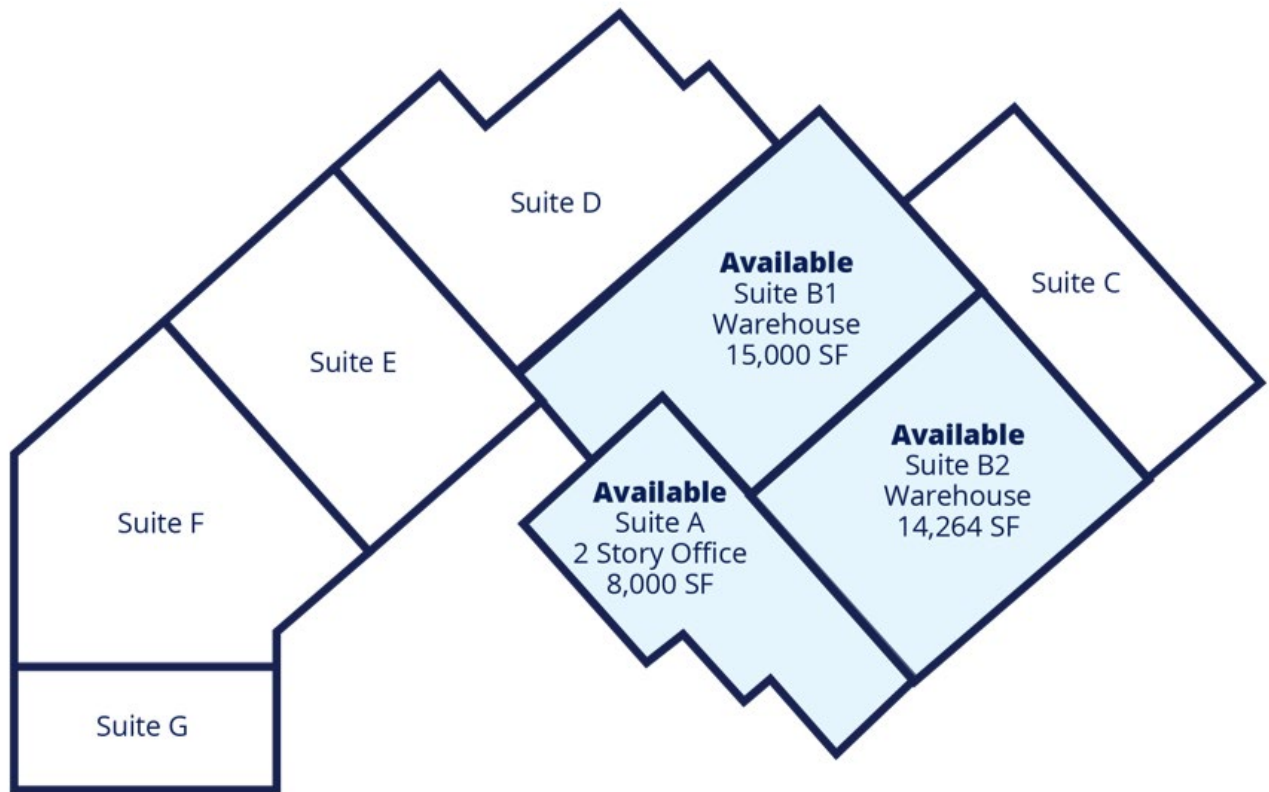 Suite D
Available
Suite B1
Warehouse
15,000 SF
Suite C
Suite E
Available
Suite B2
Warehouse
14,264 SF
Available
Suite A
2 Story Office
8,000 SF
Suite F
Suite G